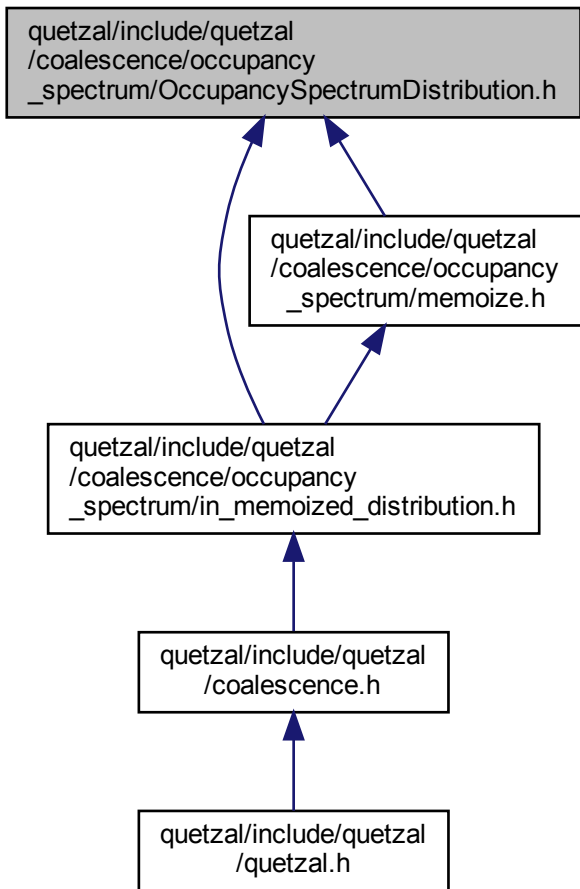 quetzal/include/quetzal
/coalescence/occupancy
_spectrum/OccupancySpectrumDistribution.h
quetzal/include/quetzal
/coalescence/occupancy
_spectrum/memoize.h
quetzal/include/quetzal
/coalescence/occupancy
_spectrum/in_memoized_distribution.h
quetzal/include/quetzal
/coalescence.h
quetzal/include/quetzal
/quetzal.h